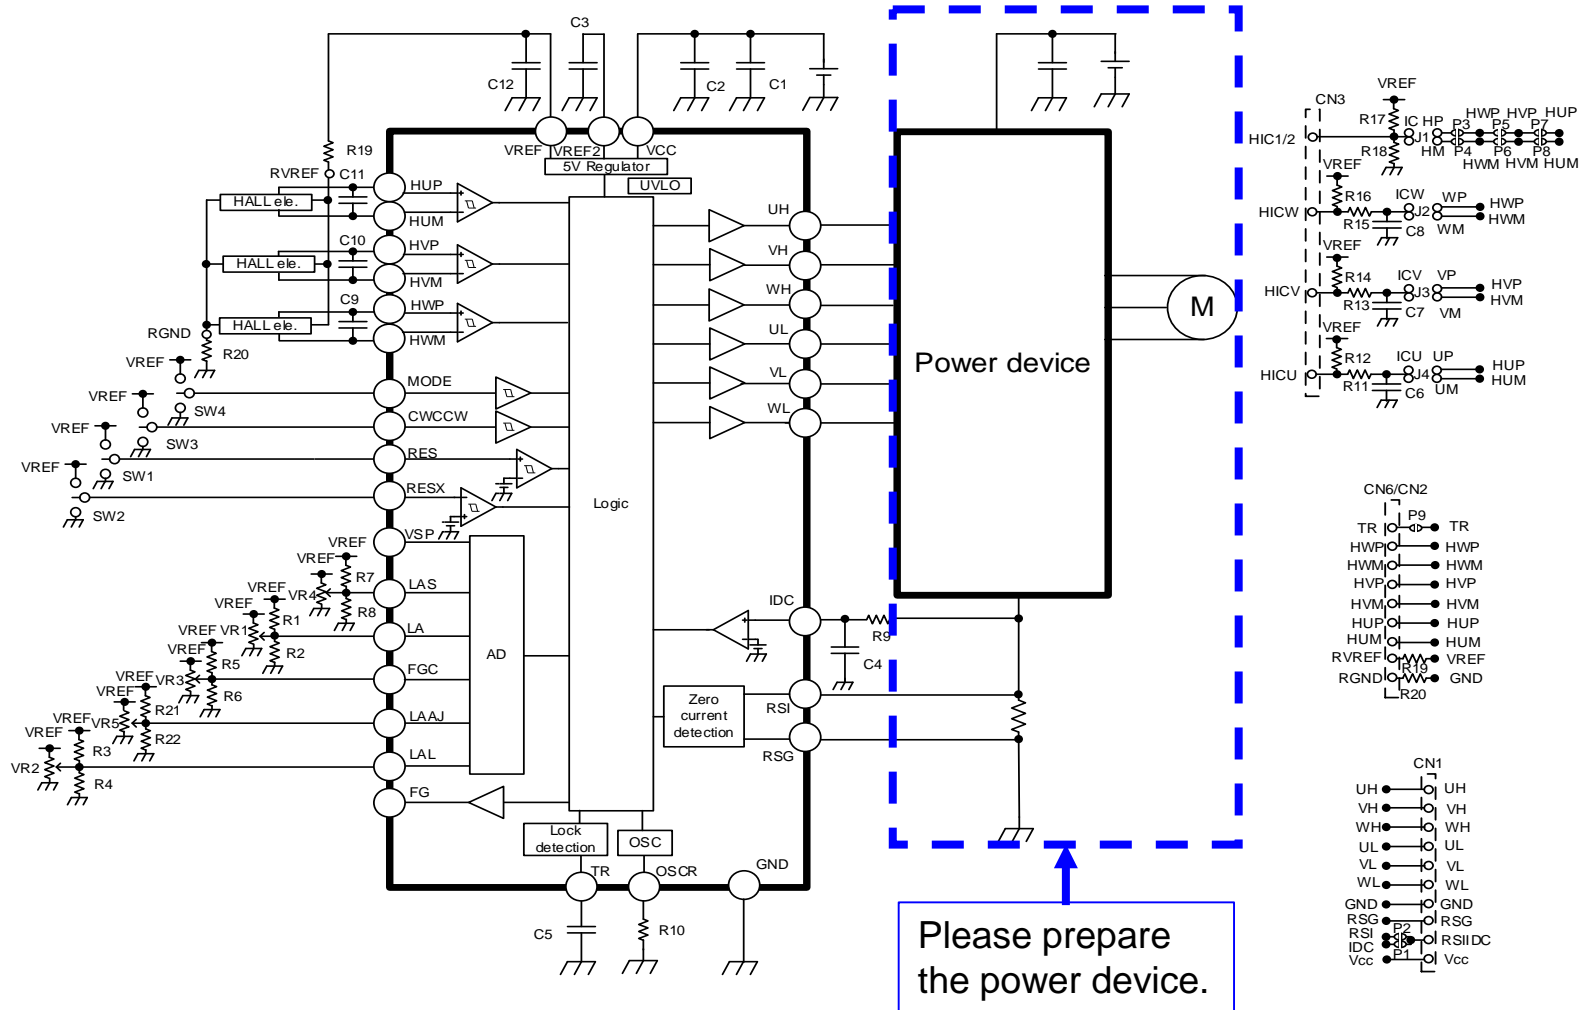 C3
C12
C2
C1
VREF
VREF2
VCC
5V Regulator
UVLO
R19
RVREF
C11
HUP
HALL ele.
HUM
C10
HVP
HALL ele.
HVM
C9
HWP
HALL ele.
HWM
RGND
R20
VREF
MODE
SW4
VREF
CWCCW
SW3
VREF
RES
SW1
VREF
RESX
SW2
VSP
VREF
R7
VREF
VR4
R8
LAS
VREF
R1
VREF
VR1
R2
LA
VREF
R5
VREF
VR3
R6
FGC
VREF
R21
VREF
VR5
R22
LAAJ
VREF
R3
VREF
VR2
R4
LAL
FG
AD
Logic
UH
VH
WH
UL
VL
WL
IDC
R9
C4
Zero
current
detection
RSI
RSG
Lock
detection
OSC
TR
OSCR
GND
C5
R10
Power device
M
Please prepare
the power device.
CN3
VREF
R17
R18
HIC1/2
IC HP P3 HWP P5 HVP P7 HUP
J1
HM P4 HWM P6 HVM P8 HUM
VREF
R16
HICW
R15
C8
ICW WP HWP
J2
WM HWM
VREF
R14
HICV
R13
C7
ICV VP HVP
J3
VM HVM
VREF
R12
HICU
R11
C6
ICU UP HUP
J4
UM HUM
CN6/CN2
TR P9 TR
HWP HWP
HWM HWM
HVP HVP
HVM HVM
HUP HUP
HUM HUM
RVREF R19 VREF
RGND R20 GND
CN1
UH UH
VH VH
WH WH
UL UL
VL VL
WL WL
GND GND
RSG RSG
RSI P2
RSIIDC
IDC P1
Vcc Vcc